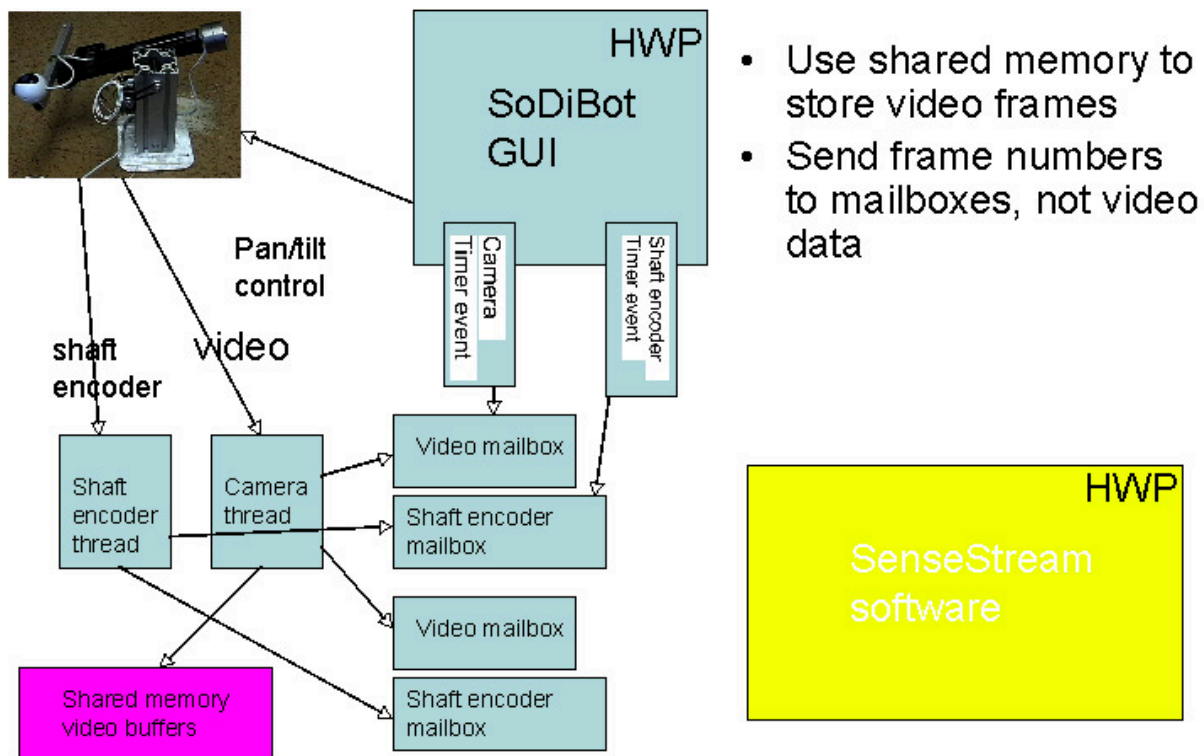 HWP
SoDiBot
GUI
• Use shared memory to
store video frames
• Send frame numbers
to mailboxes, not video
data
Camera
Timer event
Shaft encoder
Timer event
Pan/tilt
control
shaft
encoder
video
Shaft
encoder
thread
Camera
thread
Video mailbox
Shaft encoder
mailbox
Video mailbox
Shaft encoder
mailbox
Shared memory
video buffers
HWP
SenseStream
software